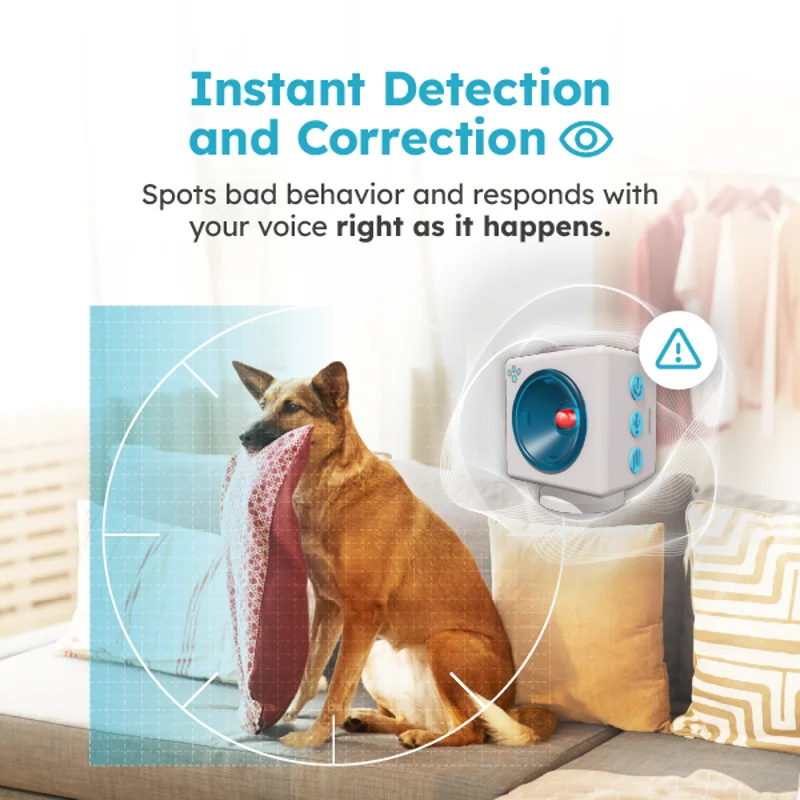 Instant Detection
and Correction
Spots bad behavior and responds with
your voice right as it happens.